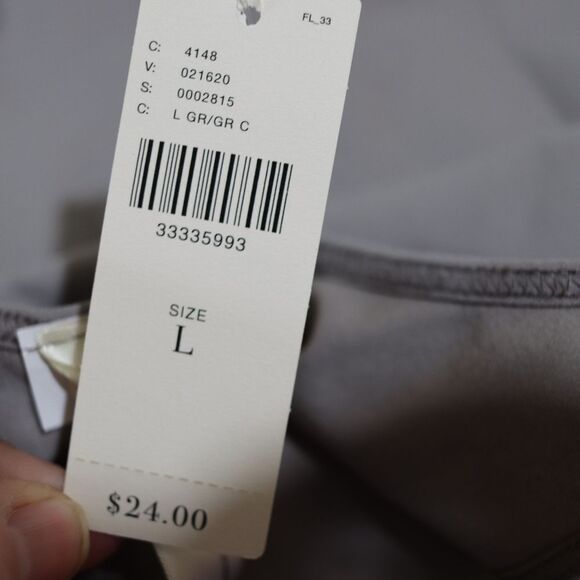 FL_33
C: 4148
V: 021620
S: 0002815
C: L GR/GR C
33335993
SIZE
L
$24.00